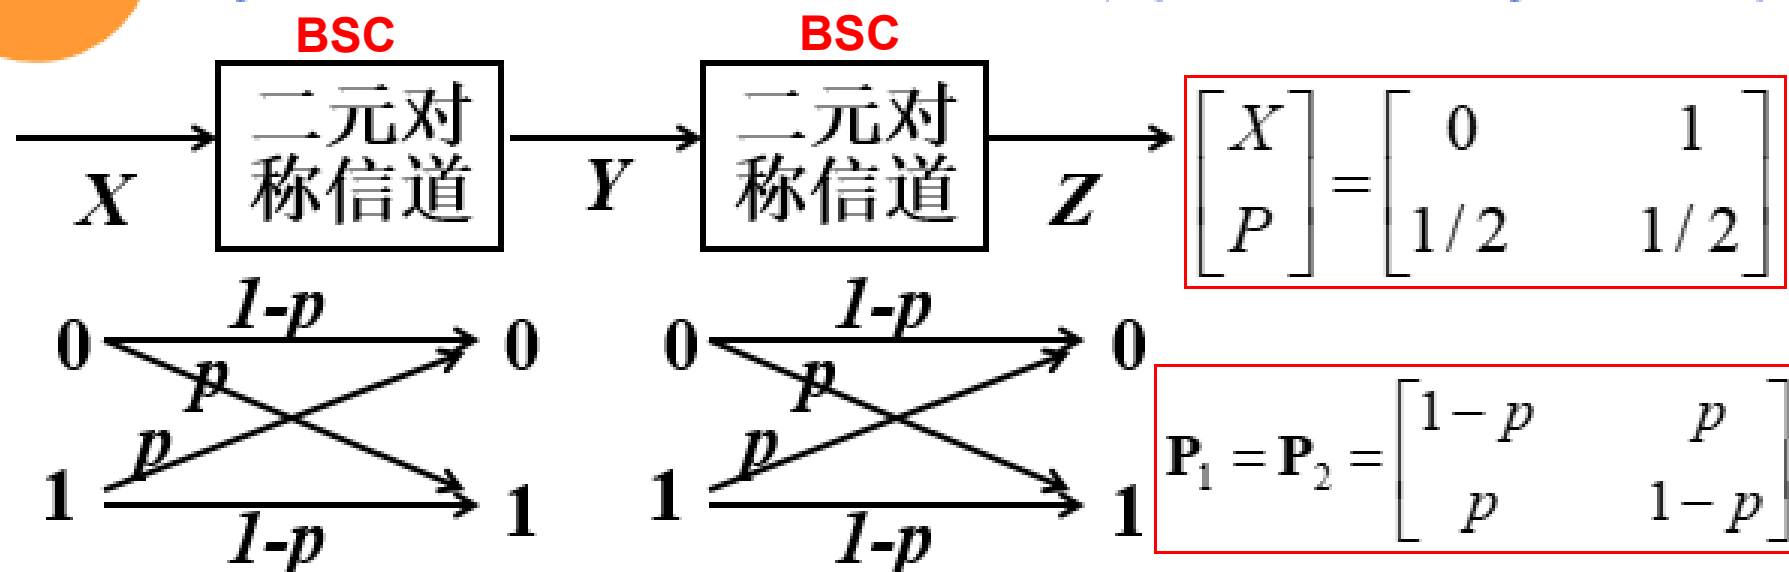 BSC BSC
二元对
称信道
二元对
称信道
X Y Z
[X P] = [0 1 1/2 1/2]
1-p 1-p
0 0 0 0
p p
p p
1 1 1 1
1-p 1-p
P₁ = P₂ = [1-p p p 1-p]